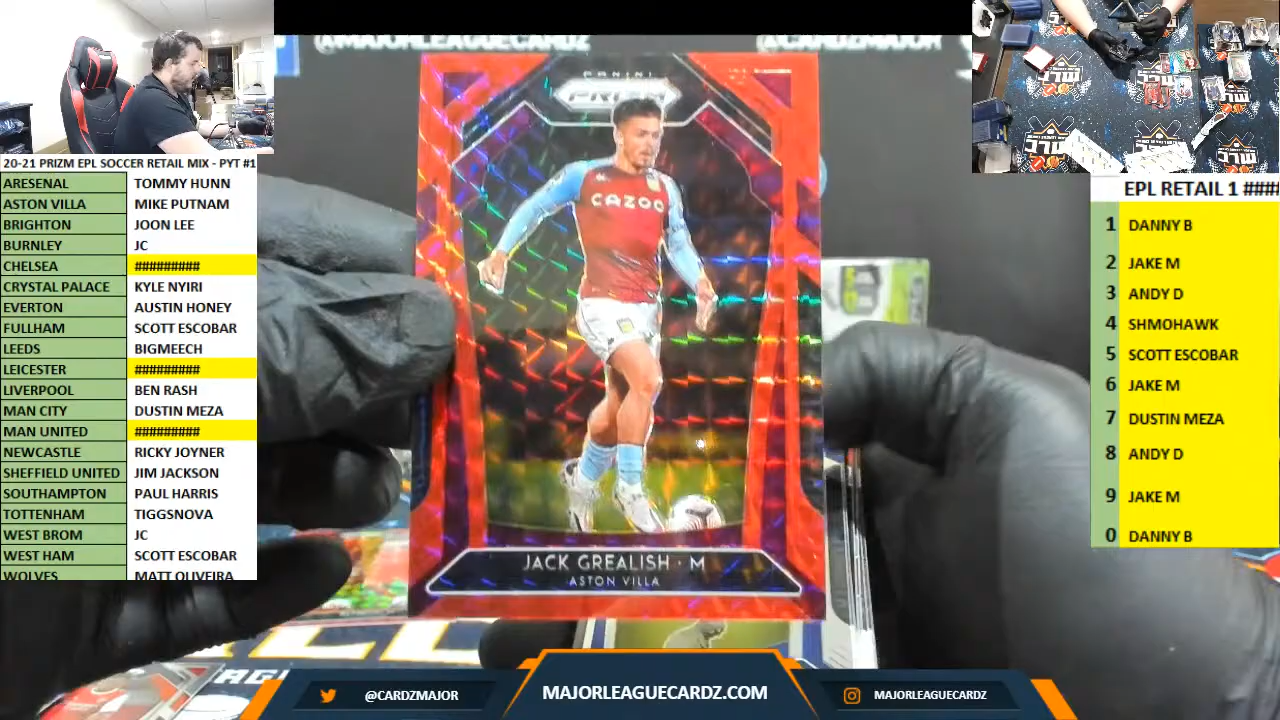 @MAJORLEAGUECARDZ
@CARDZMAJOR
20-21 PRIZM EPL SOCCER RETAIL MIX - PYT #1
ARESENAL TOMMY HUNN
ASTON VILLA MIKE PUTNAM
BRIGHTON JOON LEE
BURNLEY JC
CHELSEA #########
CRYSTAL PALACE KYLE NYIRI
EVERTON AUSTIN HONEY
FULLHAM SCOTT ESCOBAR
LEEDS BIGMEECH
LEICESTER #########
LIVERPOOL BEN RASH
MAN CITY DUSTIN MEZA
MAN UNITED #########
NEWCASTLE RICKY JOYNER
SHEFFIELD UNITED JIM JACKSON
SOUTHAMPTON PAUL HARRIS
TOTTENHAM TIGGSNOVA
WEST BROM JC
WEST HAM SCOTT ESCOBAR
WOLVES MATT OLIVEIRA
PANINI
PRIZM
CAZOO
JACK GREALISH · M
ASTON VILLA
MLC
MLC
EPL RETAIL 1 ####
1 DANNY B
2 JAKE M
3 ANDY D
4 SHMOHAWK
5 SCOTT ESCOBAR
6 JAKE M
7 DUSTIN MEZA
8 ANDY D
9 JAKE M
0 DANNY B
@CARDZMAJOR
MAJORLEAGUECARDZ.COM
MAJORLEAGUECARDZ